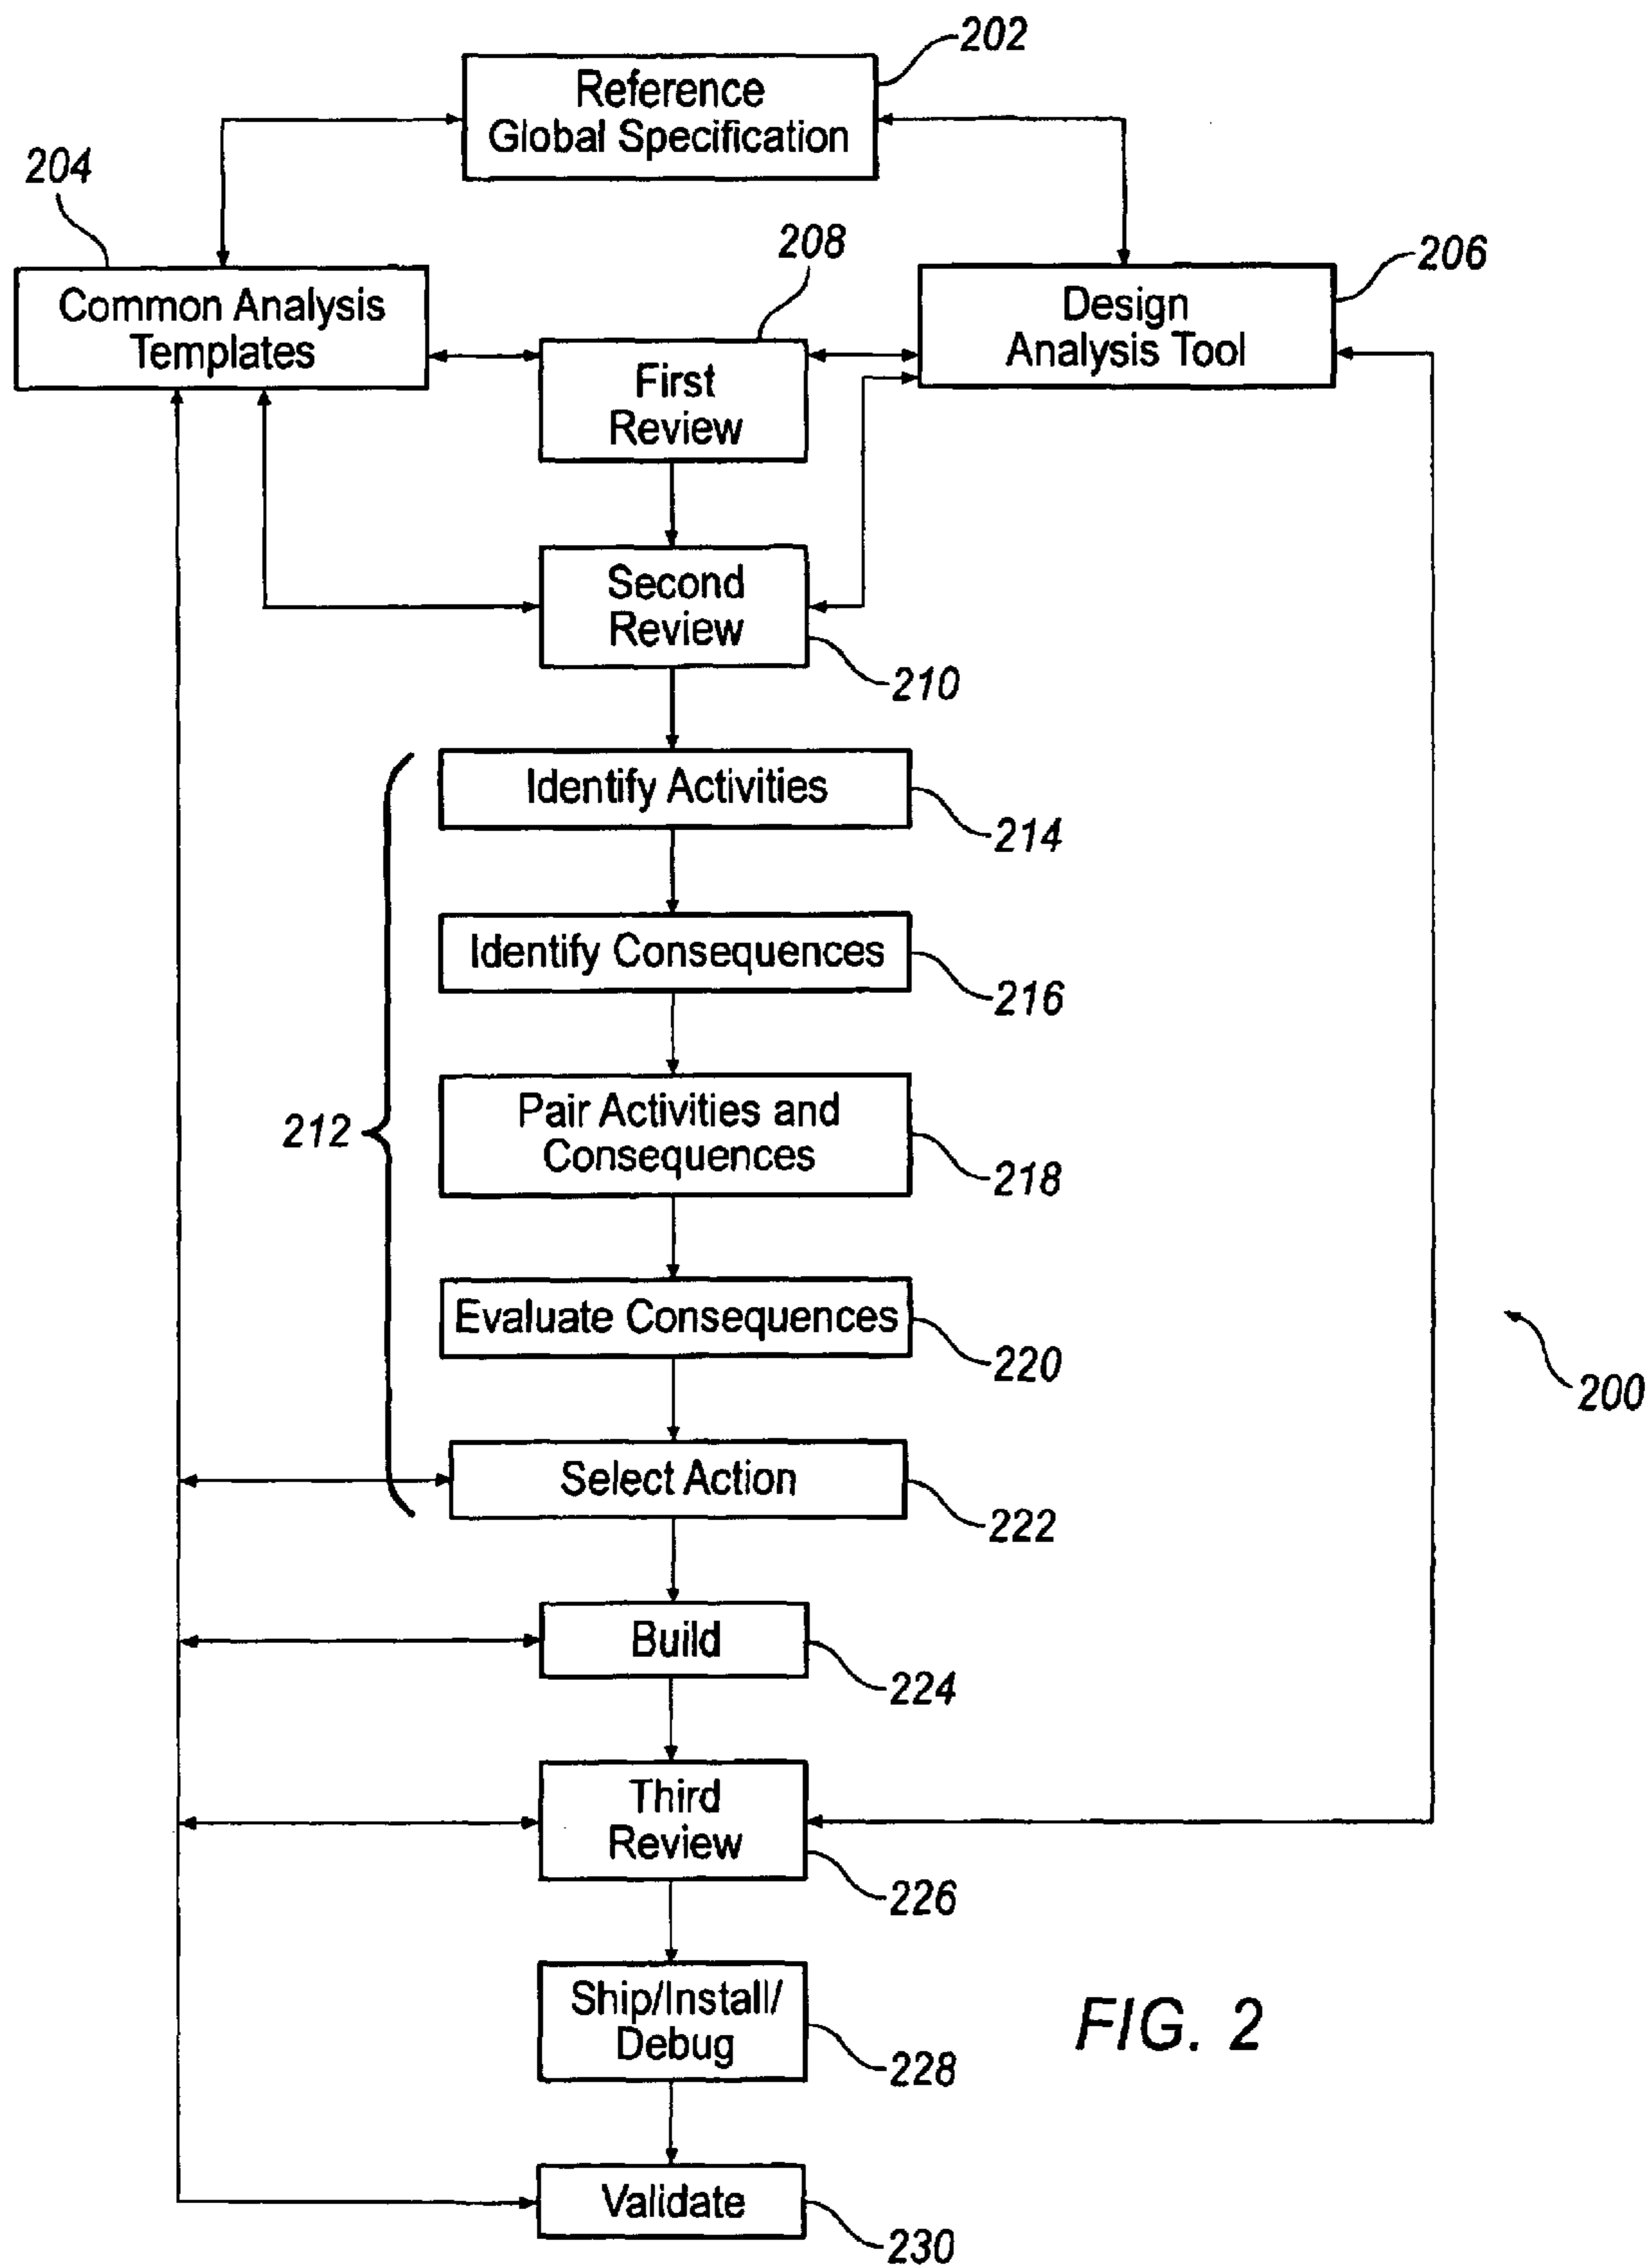 202
Reference
Global Specification
204
Common Analysis
Templates
208
First
Review
206
Design
Analysis Tool
Second
Review
210
Identify Activities
214
Identify Consequences
216
212
Pair Activities and
Consequences
218
Evaluate Consequences
220
200
Select Action
222
Build
224
Third
Review
226
Ship/Install/
Debug
228
FIG. 2
Validate
230